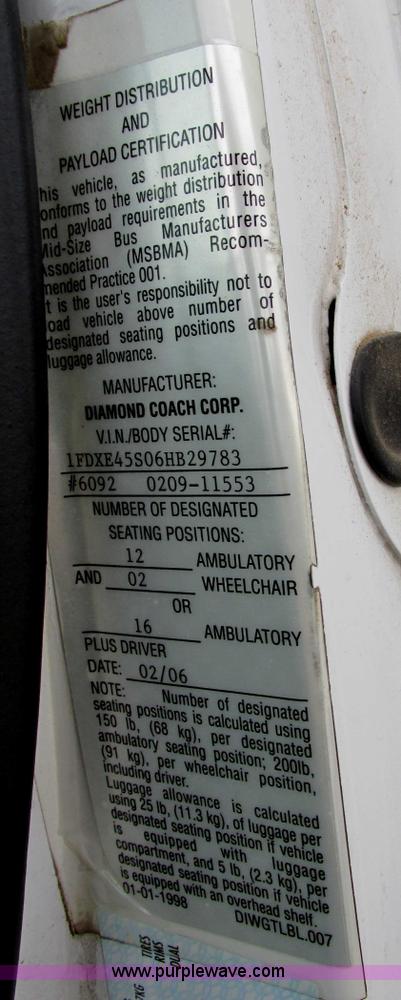 WEIGHT DISTRIBUTION
AND
PAYLOAD CERTIFICATION
his vehicle, as manufactured,
onforms to the weight distribution
nd payload requirements in the
Mid-Size Bus Manufacturers
Association (MSBMA) Recom-
mended Practice 001.
t is the user's responsibility not to
oad vehicle above number of
designated seating positions and
luggage allowance.
MANUFACTURER:
DIAMOND COACH CORP.
V.I.N./BODY SERIAL#:
1FDXE45S06HB29783
#6092 0209-11553
NUMBER OF DESIGNATED
SEATING POSITIONS:
12 AMBULATORY
AND 02 WHEELCHAIR
OR
16 AMBULATORY
PLUS DRIVER
DATE: 02/06
NOTE: Number of designated
seating positions is calculated using
150 lb, (68 kg), per designated
ambulatory seating position; 200lb,
(91 kg), per wheelchair position,
including driver.
Luggage allowance is calculated
using 25 lb, (11.3 kg), of luggage per
designated seating position if vehicle
is equipped with luggage
compartment, and 5 lb, (2.3 kg), per
designated seating position if vehicle
is equipped with an overhead shelf.
01-01-1998 DIWGTLBL.007
TIRES
RIMS
DUAL
www.purplewave.com